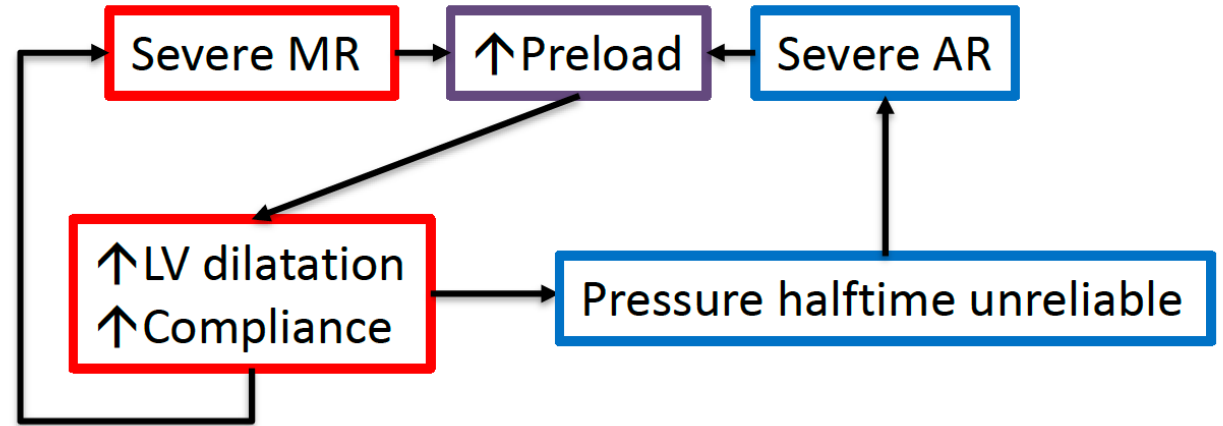 Severe MR
↑Preload
Severe AR
↑LV dilatation
↑Compliance
Pressure halftime unreliable